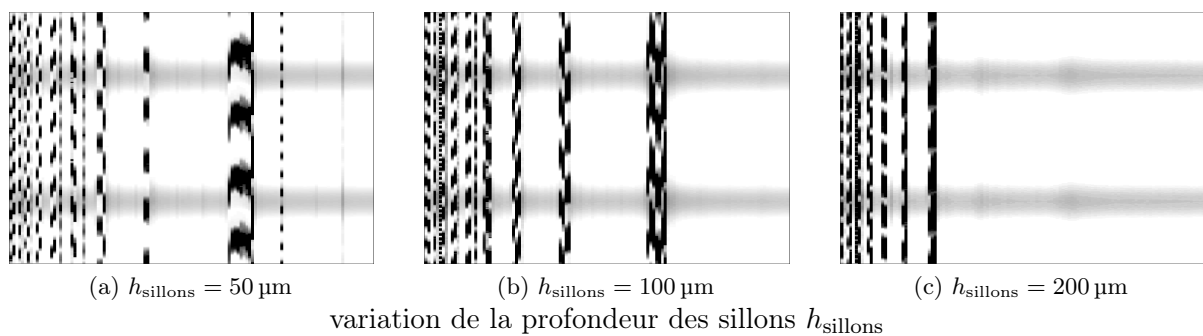 (a) h_sillons = 50 µm
(b) h_sillons = 100 µm
(c) h_sillons = 200 µm
variation de la profondeur des sillons h_sillons